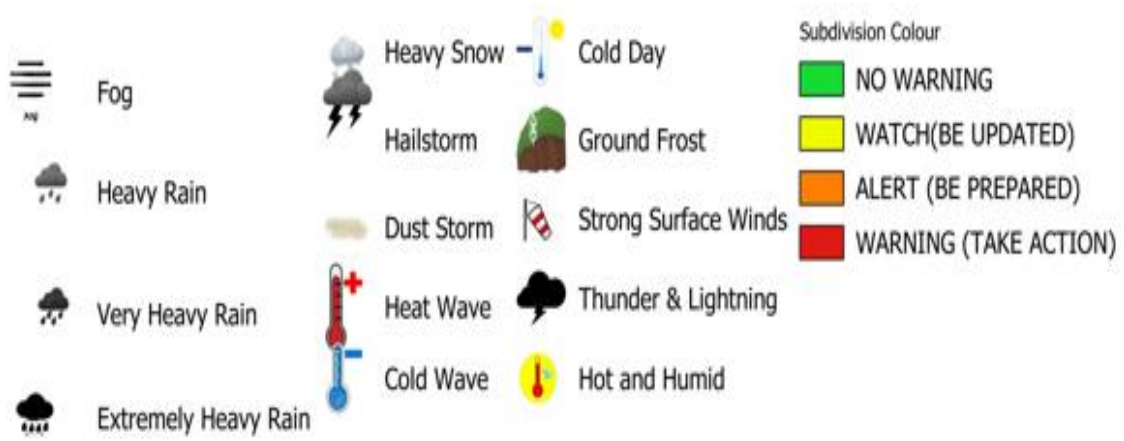 Fog
Heavy Rain
Very Heavy Rain
Extremely Heavy Rain
Heavy Snow
Hailstorm
Dust Storm
Heat Wave
Cold Wave
Cold Day
Ground Frost
Strong Surface Winds
Thunder & Lightning
Hot and Humid
Subdivision Colour
NO WARNING
WATCH(BE UPDATED)
ALERT (BE PREPARED)
WARNING (TAKE ACTION)